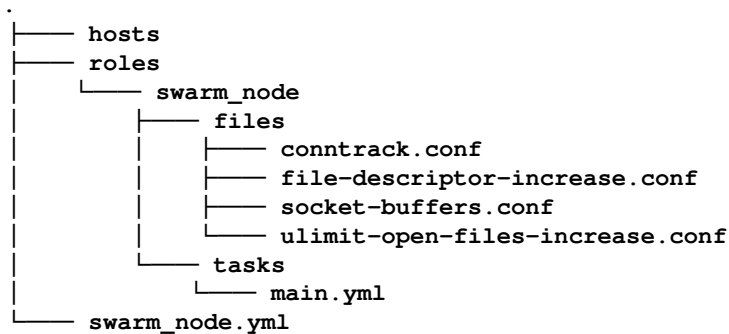 .
├── hosts
├── roles
│   └── swarm_node
│       ├── files
│       │   ├── conntrack.conf
│       │   ├── file-descriptor-increase.conf
│       │   ├── socket-buffers.conf
│       │   └── ulimit-open-files-increase.conf
│       └── tasks
│           └── main.yml
└── swarm_node.yml